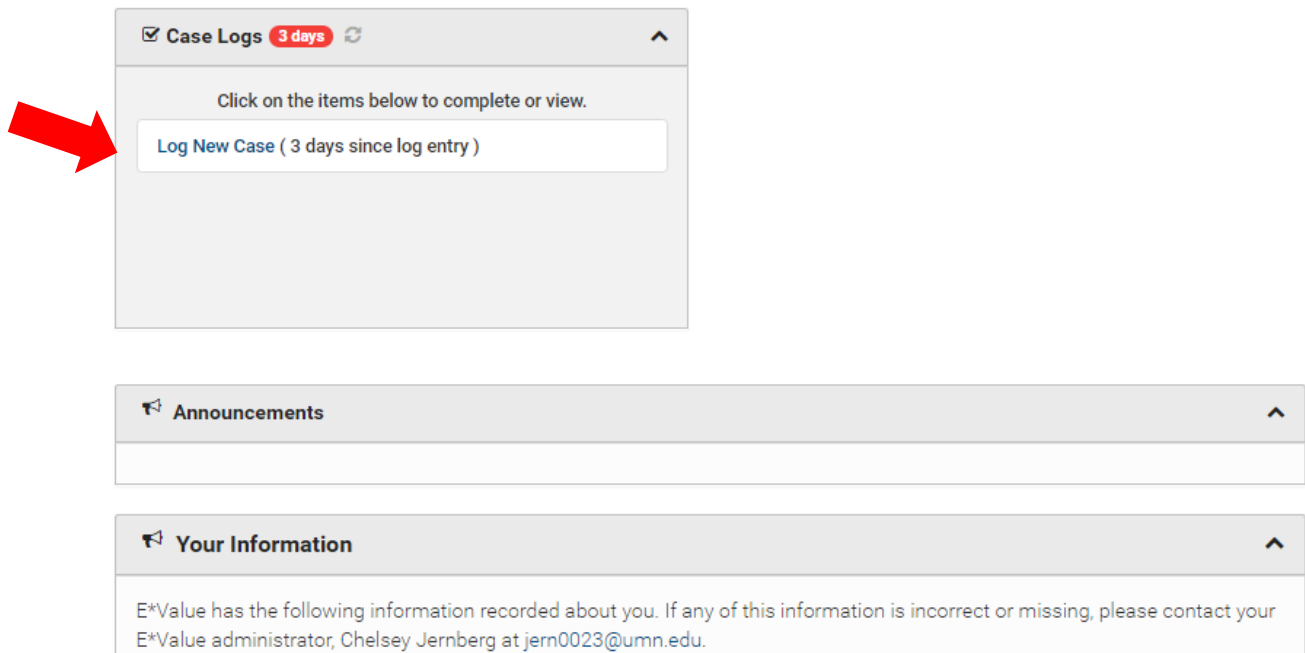 Case Logs 3 days
Click on the items below to complete or view.
Log New Case ( 3 days since log entry )
Announcements
Your Information
E*Value has the following information recorded about you. If any of this information is incorrect or missing, please contact your
E*Value administrator, Chelsey Jernberg at jern0023@umn.edu.